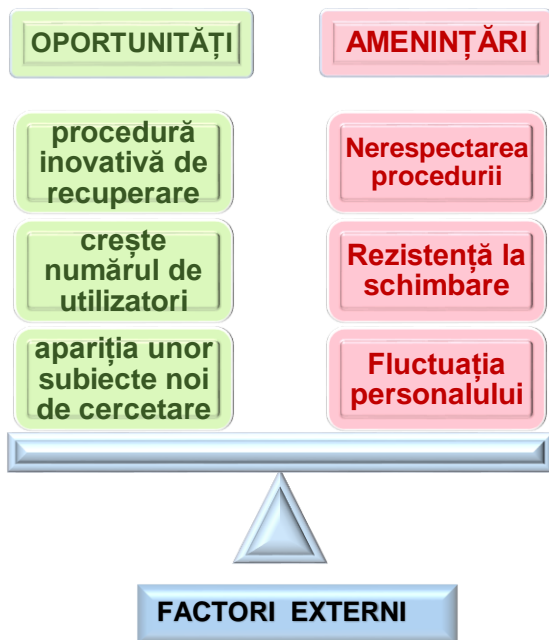 OPORTUNITĂȚI
AMENINȚĂRI
procedură
inovativă de
recuperare
Nerespectarea
procedurii
crește
numărul de
utilizatori
Rezistență la
schimbare
apariția unor
subiecte noi
de cercetare
Fluctuația
personalului
FACTORI EXTERNI